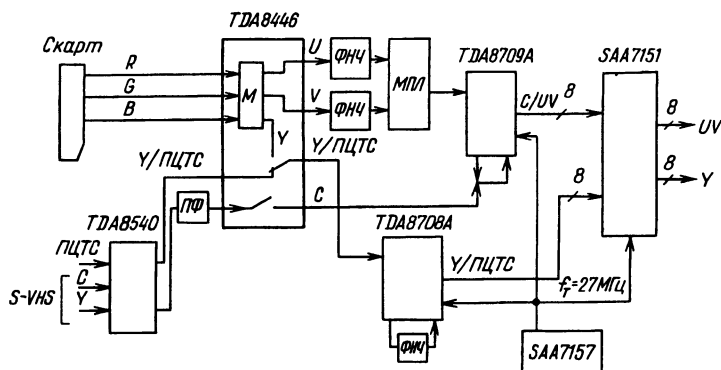 TDA8446
Скарт
R
G
B
М
U
V
ФНЧ
ФНЧ
МПЛ
TDA8709A
SAA7151
C/UV
8
8
UV
8
Y
Y
Y/ПЦТС
Y/ПЦТС
8
ПФ
C
TDA8540
ПЦТС
S-VHS
C
Y
TDA8708A
Y/ПЦТС
fТ=27МГц
ФНЧ
SAA7157